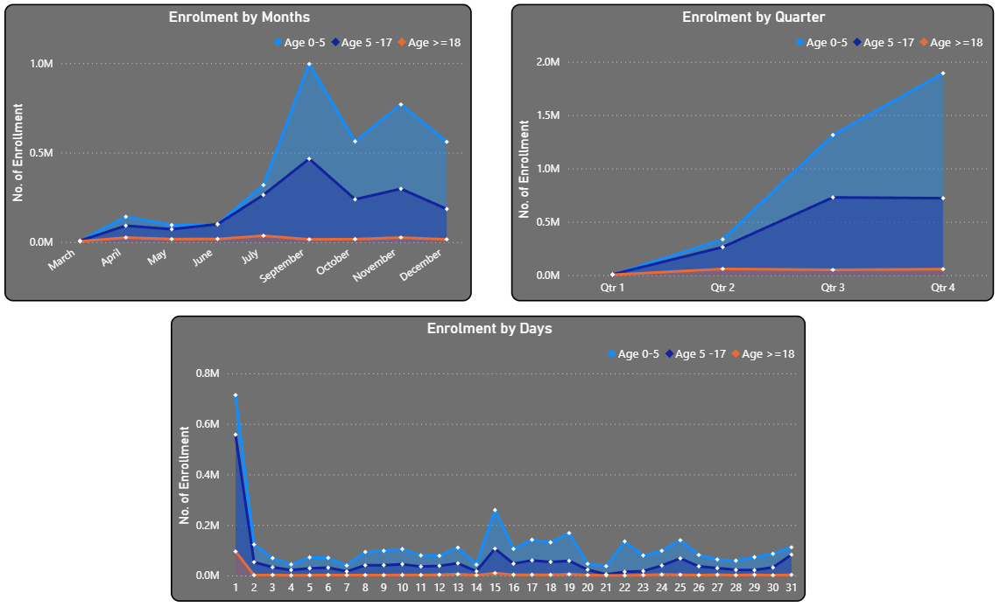 Enrolment by Months
Age 0-5 Age 5 -17 Age >=18
No. of Enrollment
1.0M
0.5M
0.0M
March April May June July September October November December
Enrolment by Quarter
Age 0-5 Age 5 -17 Age >=18
No. of Enrollment
2.0M
1.5M
1.0M
0.5M
0.0M
Qtr 1 Qtr 2 Qtr 3 Qtr 4
Enrolment by Days
Age 0-5 Age 5 -17 Age >=18
No. of Enrollment
0.8M
0.6M
0.4M
0.2M
0.0M
1 2 3 4 5 6 7 8 9 10 11 12 13 14 15 16 17 18 19 20 21 22 23 24 25 26 27 28 29 30 31